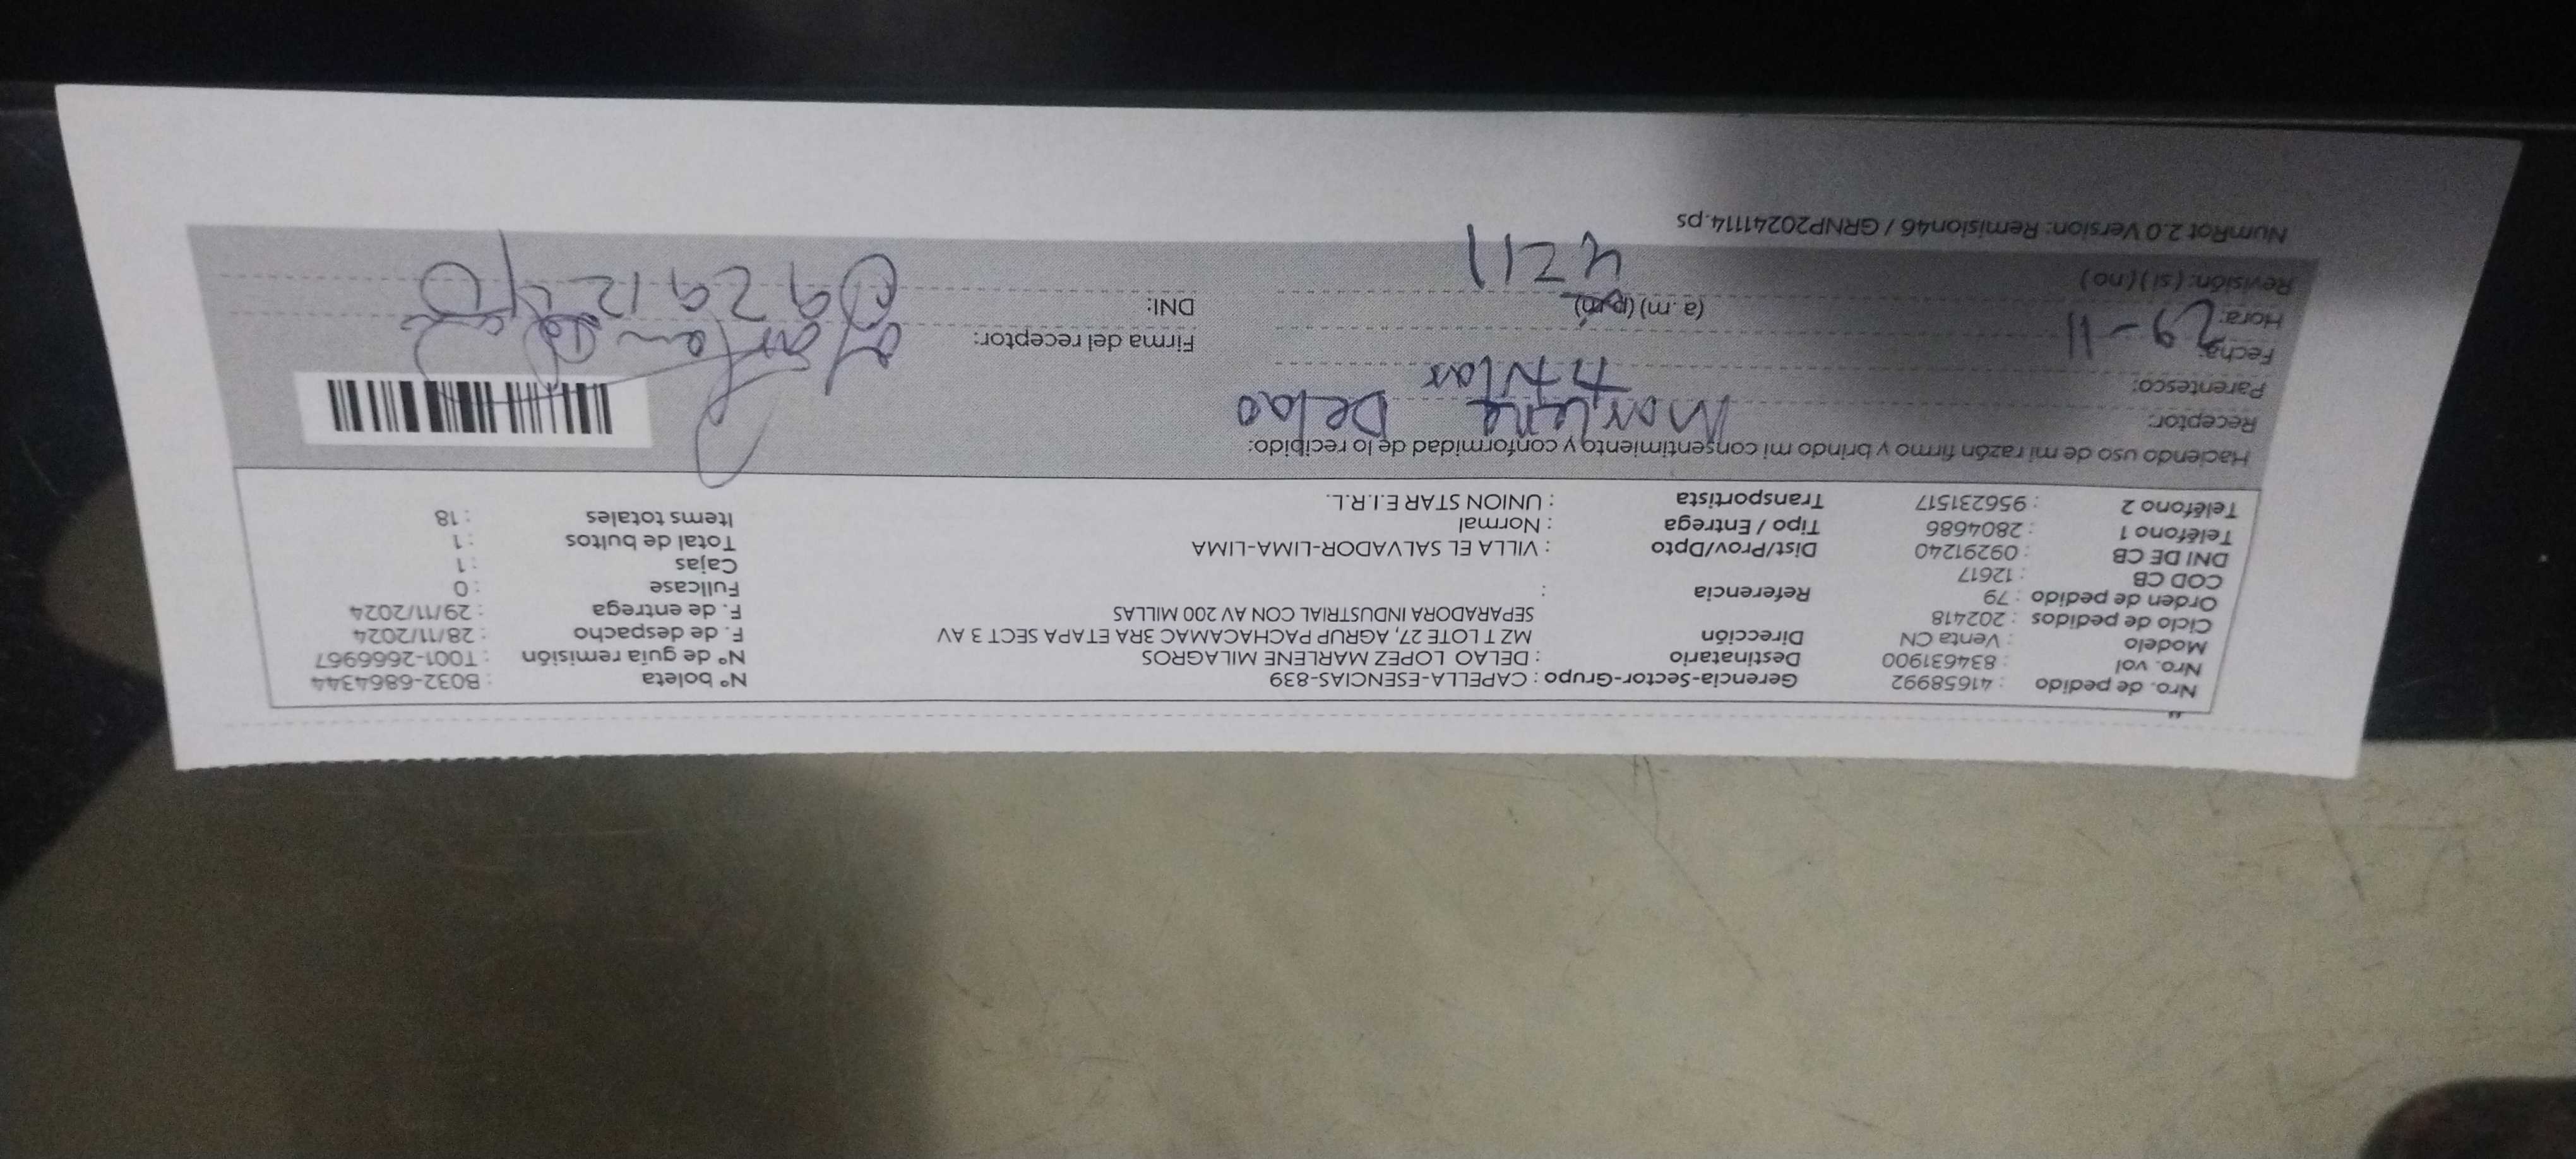 Nro. de pedido : 41658992 Gerencia-Sector-Grupo : CAPELLA-ESENCIAS-839 N° boleta : B032-6864344
Nro. vol : 834631900 Destinatario : DELAO LOPEZ MARLENE MILAGROS N° de guía remisión : T001-2666967
Modelo : Venta CN Dirección MZ T LOTE 27, AGRUP PACHACAMAC 3RA ETAPA SECT 3 AV F. de despacho : 28/11/2024
Ciclo de pedidos : 202418 SEPARADORA INDUSTRIAL CON AV 200 MILLAS F. de entrega : 29/11/2024
Orden de pedido : 79 Referencia : Fullcase : 0
COD CB : 12617 Cajas : 1
DNI DE CB : 09291240 Dist/Prov/Dpto : VILLA EL SALVADOR-LIMA-LIMA Total de bultos : 1
Teléfono 1 : 2804686 Tipo / Entrega : Normal Items totales : 18
Teléfono 2 : 956231517 Transportista : UNION STAR E.I.R.L.
Haciendo uso de mi razón firmo y brindo mi consentimiento y conformidad de lo recibido:
Receptor: Marlene Delao
Parentesco: titular
Fecha: 29-11 Firma del receptor:
Hora: (a.m) (p.m) DNI: 09291240
Revisión: (si) (no) 4211
NumRot 2.0 Version: Remision46 / GRNP20241114.ps